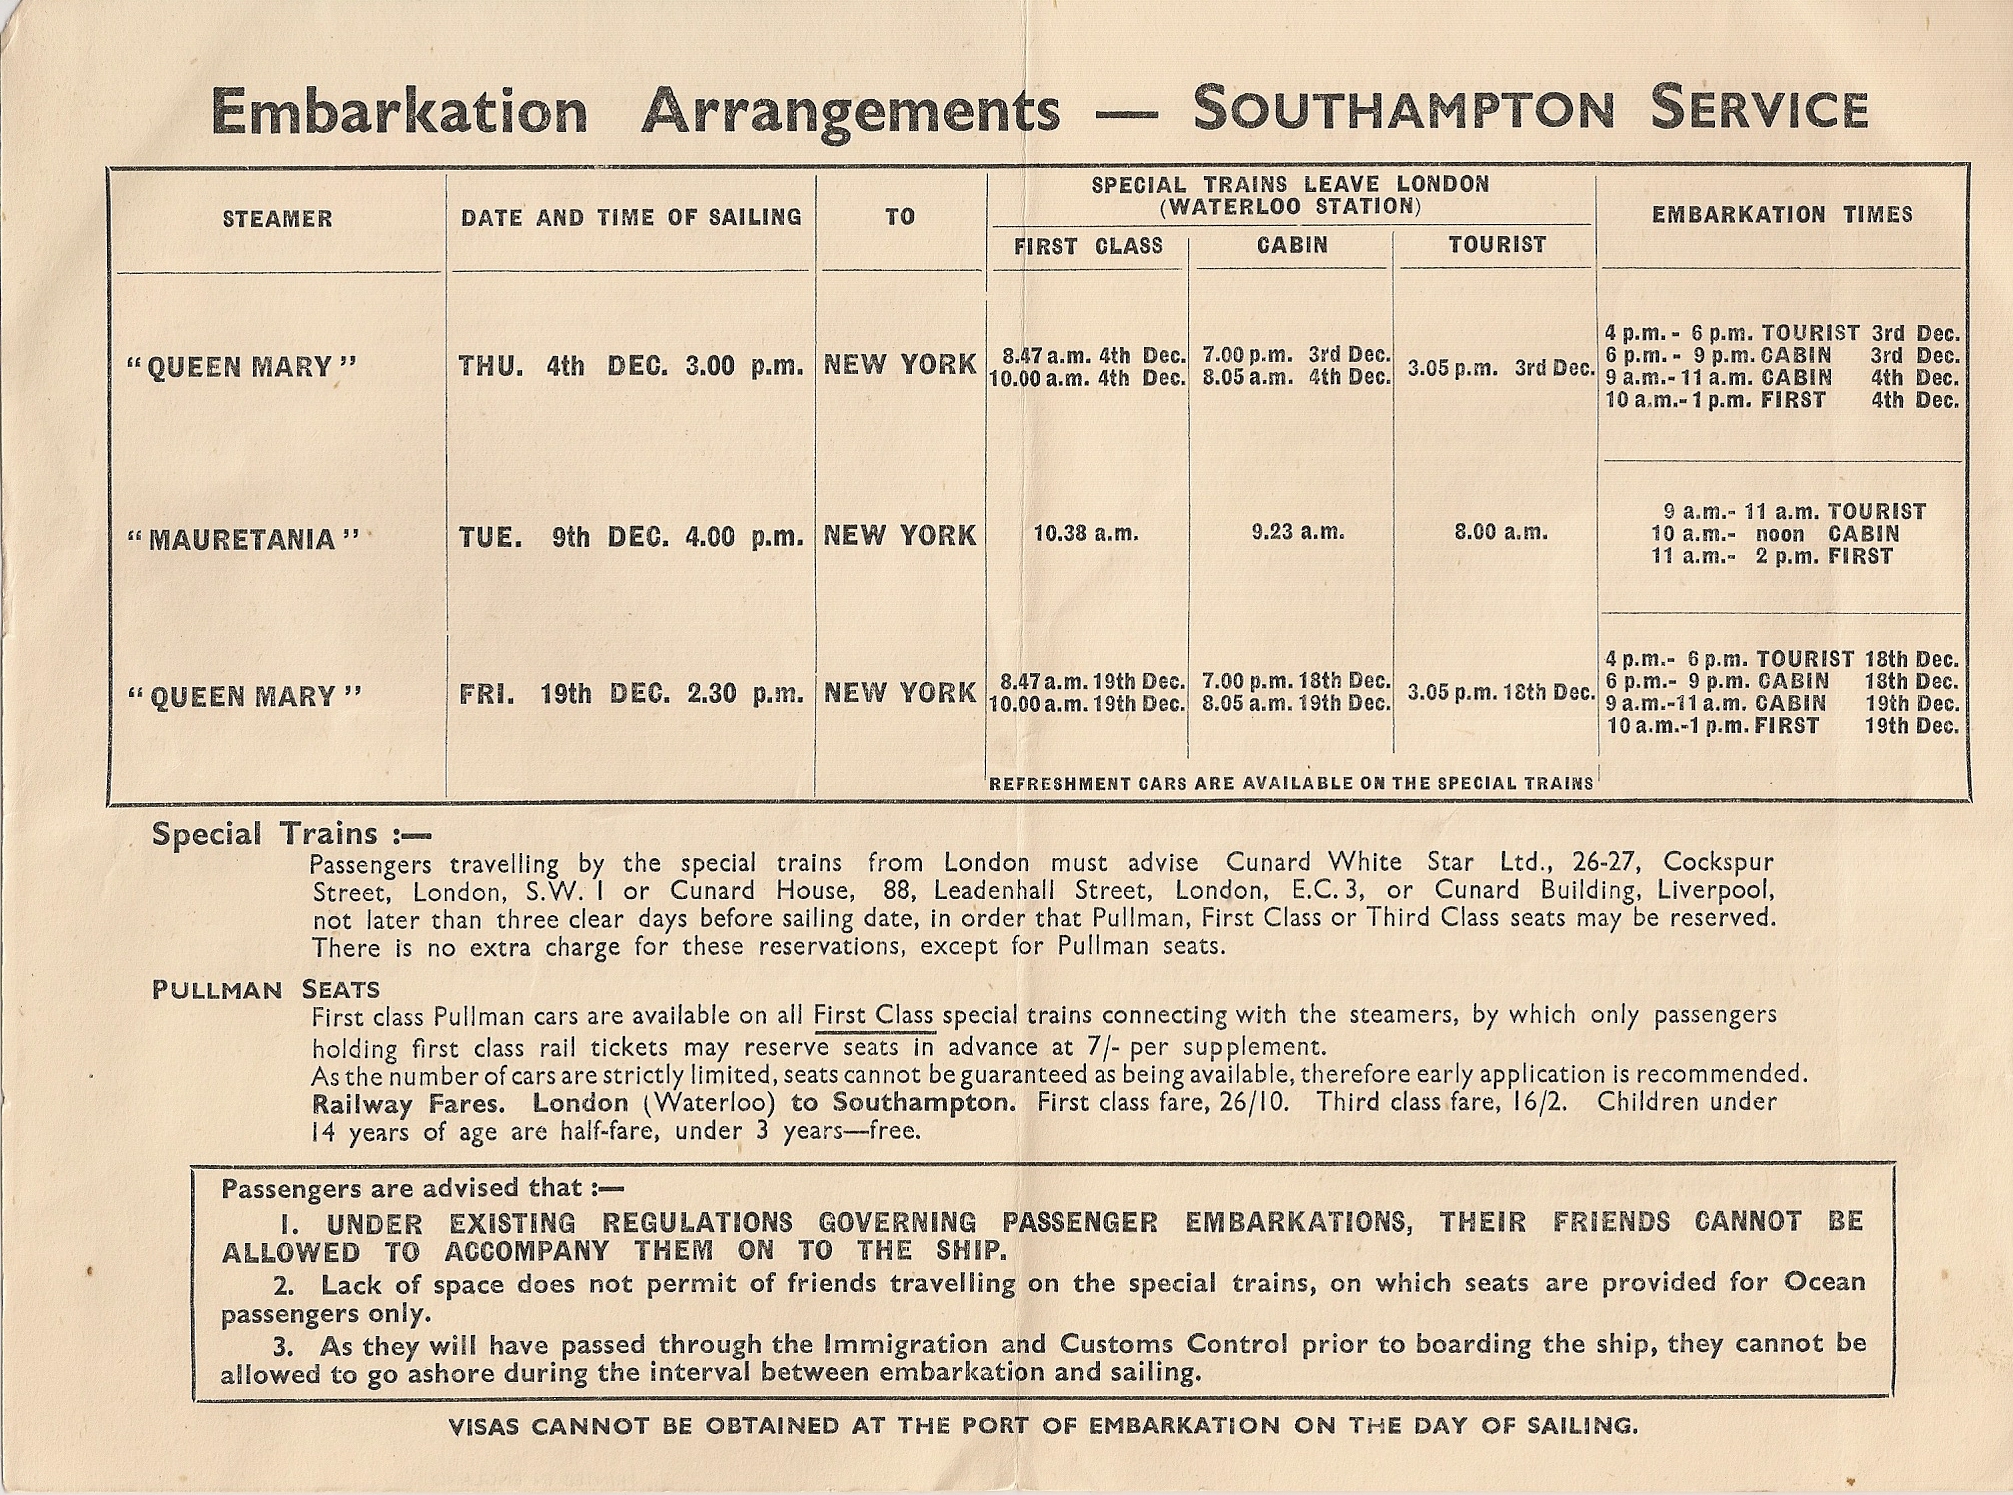 Embarkation Arrangements — SOUTHAMPTON SERVICE
STEAMER
DATE AND TIME OF SAILING
TO
SPECIAL TRAINS LEAVE LONDON
(WATERLOO STATION)
FIRST CLASS
CABIN
TOURIST
EMBARKATION TIMES
"QUEEN MARY"
THU. 4th DEC. 3.00 p.m.
NEW YORK
8.47 a.m. 4th Dec.
10.00 a.m. 4th Dec.
7.00 p.m. 3rd Dec.
8.05 a.m. 4th Dec.
3.05 p.m. 3rd Dec.
4 p.m. - 6 p.m. TOURIST 3rd Dec.
6 p.m. - 9 p.m. CABIN 3rd Dec.
9 a.m.- 11 a.m. CABIN 4th Dec.
10 a.m.- 1 p.m. FIRST 4th Dec.
"MAURETANIA"
TUE. 9th DEC. 4.00 p.m.
NEW YORK
10.38 a.m.
9.23 a.m.
8.00 a.m.
9 a.m.- 11 a.m. TOURIST
10 a.m.- noon CABIN
11 a.m.- 2 p.m. FIRST
"QUEEN MARY"
FRI. 19th DEC. 2.30 p.m.
NEW YORK
8.47 a.m. 19th Dec.
10.00 a.m. 19th Dec.
7.00 p.m. 18th Dec.
8.05 a.m. 19th Dec.
3.05 p.m. 18th Dec.
4 p.m.- 6 p.m. TOURIST 18th Dec.
6 p.m.- 9 p.m. CABIN 18th Dec.
9 a.m.-11 a.m. CABIN 19th Dec.
10 a.m.-1 p.m. FIRST 19th Dec.
REFRESHMENT CARS ARE AVAILABLE ON THE SPECIAL TRAINS
Special Trains :—
Passengers travelling by the special trains from London must advise Cunard White Star Ltd., 26-27, Cockspur
Street, London, S.W. 1 or Cunard House, 88, Leadenhall Street, London, E.C. 3, or Cunard Building, Liverpool,
not later than three clear days before sailing date, in order that Pullman, First Class or Third Class seats may be reserved.
There is no extra charge for these reservations, except for Pullman seats.
PULLMAN SEATS
First class Pullman cars are available on all First Class special trains connecting with the steamers, by which only passengers
holding first class rail tickets may reserve seats in advance at 7/- per supplement.
As the number of cars are strictly limited, seats cannot be guaranteed as being available, therefore early application is recommended.
Railway Fares. London (Waterloo) to Southampton. First class fare, 26/10. Third class fare, 16/2. Children under
14 years of age are half-fare, under 3 years—free.
Passengers are advised that :—
1. UNDER EXISTING REGULATIONS GOVERNING PASSENGER EMBARKATIONS, THEIR FRIENDS CANNOT BE
ALLOWED TO ACCOMPANY THEM ON TO THE SHIP.
2. Lack of space does not permit of friends travelling on the special trains, on which seats are provided for Ocean
passengers only.
3. As they will have passed through the Immigration and Customs Control prior to boarding the ship, they cannot be
allowed to go ashore during the interval between embarkation and sailing.
VISAS CANNOT BE OBTAINED AT THE PORT OF EMBARKATION ON THE DAY OF SAILING.